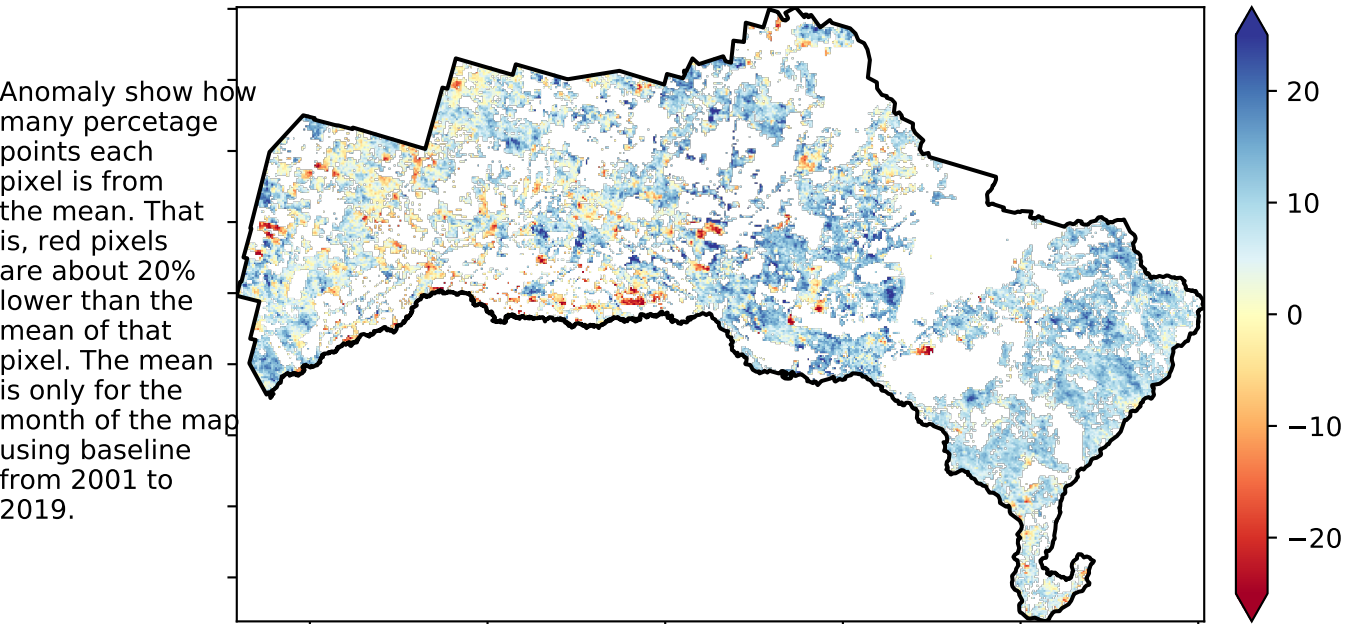 Anomaly show how
many percetage
points each
pixel is from
the mean. That
is, red pixels
are about 20%
lower than the
mean of that
pixel. The mean
is only for the
month of the map
using baseline
from 2001 to
2019.
20
10
0
−10
−20